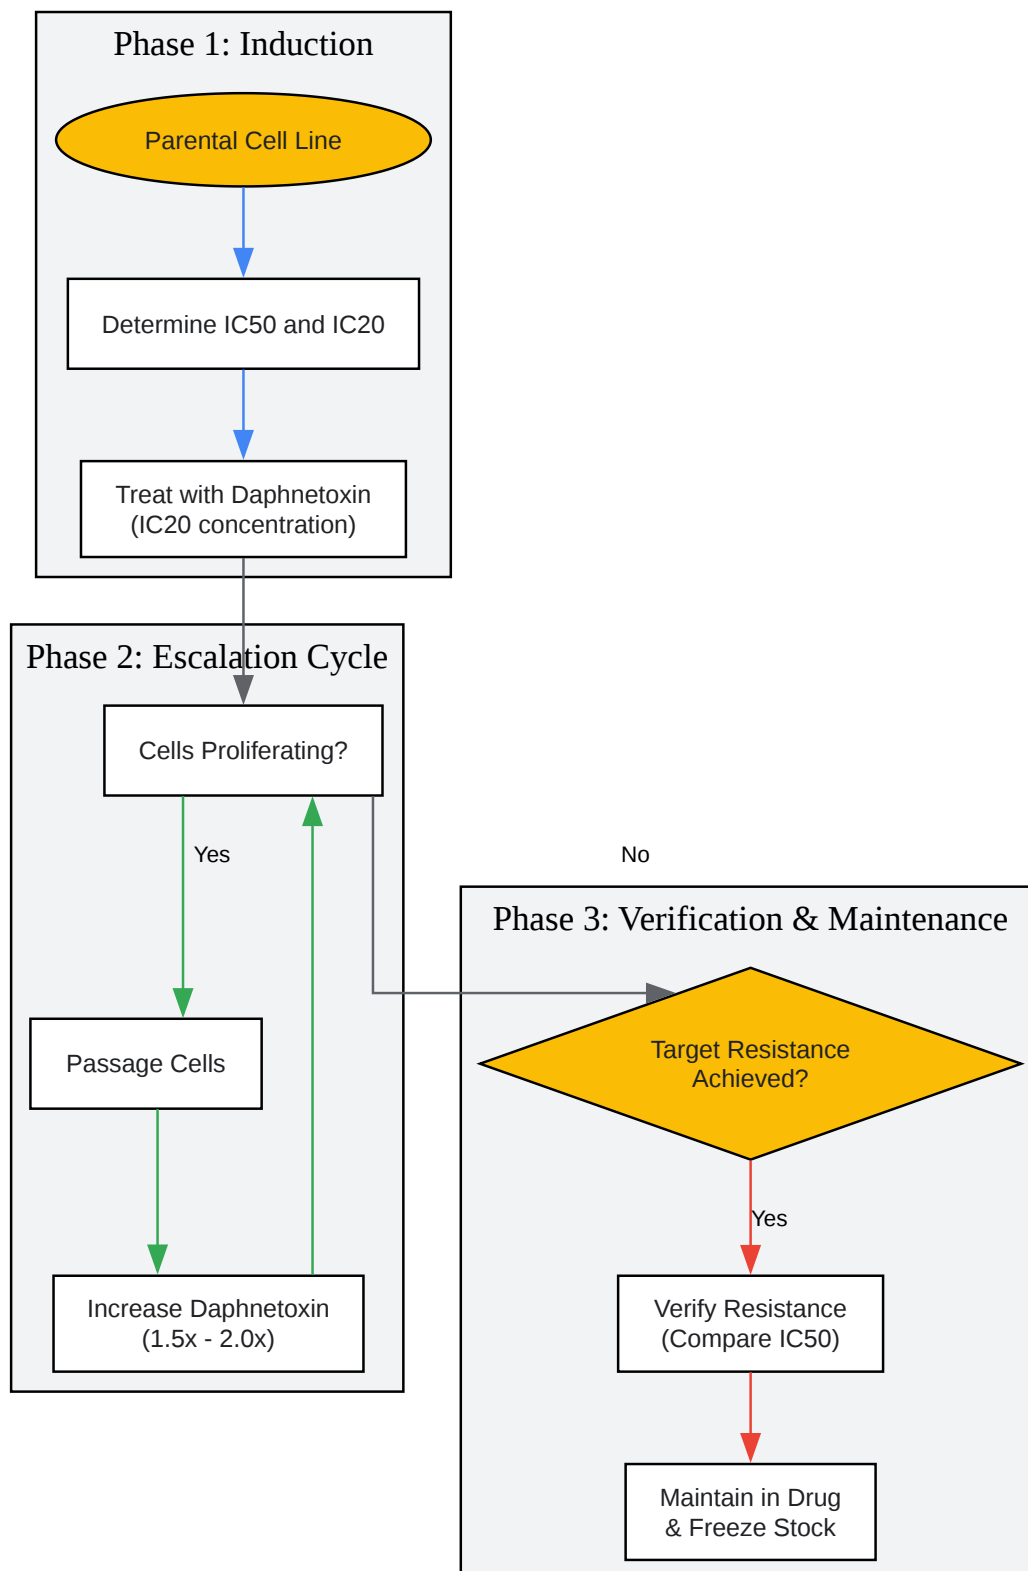 Phase 1: Induction
Parental Cell Line
Determine IC50 and IC20
Treat with Daphnetoxin
(IC20 concentration)
Phase 2: Escalation Cycle
Cells Proliferating?
Yes
No
Passage Cells
Increase Daphnetoxin
(1.5x - 2.0x)
Phase 3: Verification & Maintenance
Target Resistance
Achieved?
Yes
Verify Resistance
(Compare IC50)
Maintain in Drug
& Freeze Stock